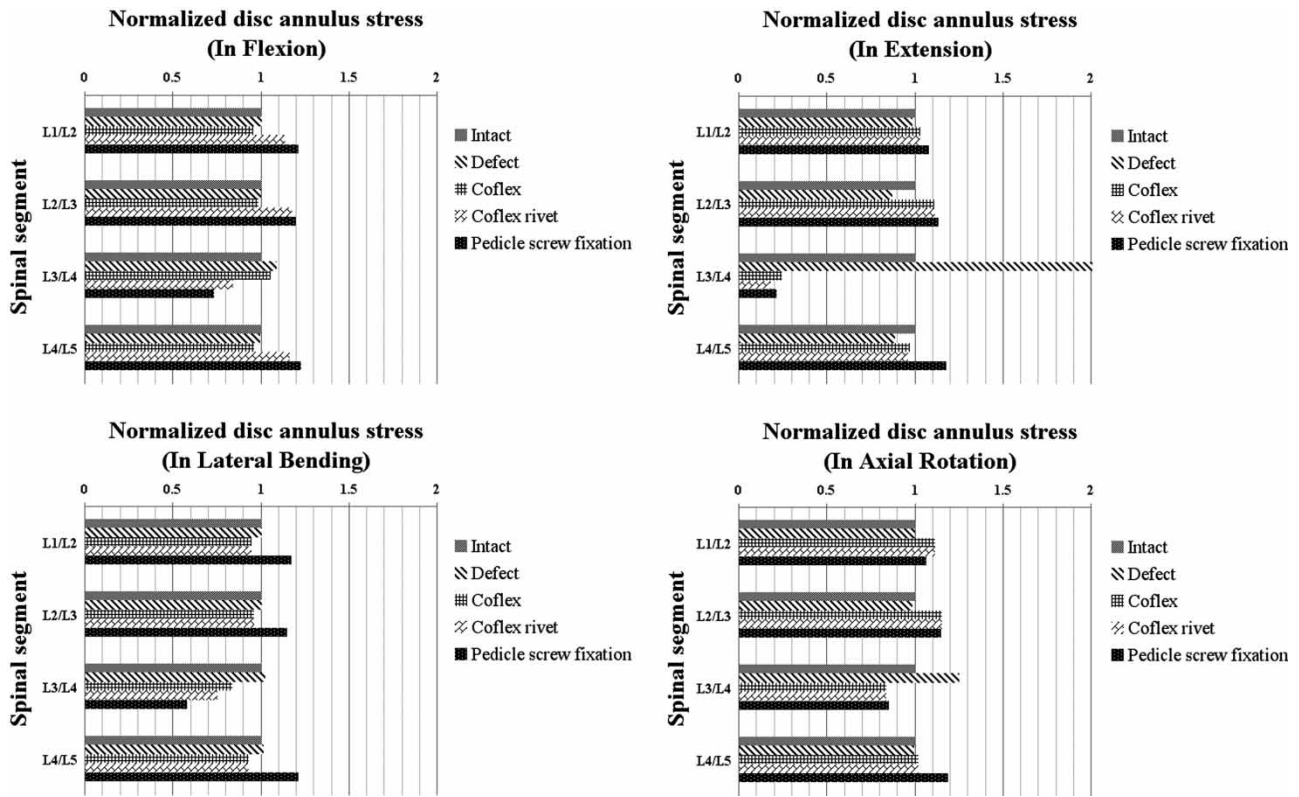 Normalized disc annulus stress
(In Flexion)
0 0.5 1 1.5 2
Spinal segment
L1/L2
L2/L3
L3/L4
L4/L5
Intact
Defect
Coflex
Coflex rivet
Pedicle screw fixation
Normalized disc annulus stress
(In Extension)
0 0.5 1 1.5 2
Spinal segment
L1/L2
L2/L3
L3/L4
L4/L5
Intact
Defect
Coflex
Coflex rivet
Pedicle screw fixation
Normalized disc annulus stress
(In Lateral Bending)
0 0.5 1 1.5 2
Spinal segment
L1/L2
L2/L3
L3/L4
L4/L5
Intact
Defect
Coflex
Coflex rivet
Pedicle screw fixation
Normalized disc annulus stress
(In Axial Rotation)
0 0.5 1 1.5 2
Spinal segment
L1/L2
L2/L3
L3/L4
L4/L5
Intact
Defect
Coflex
Coflex rivet
Pedicle screw fixation